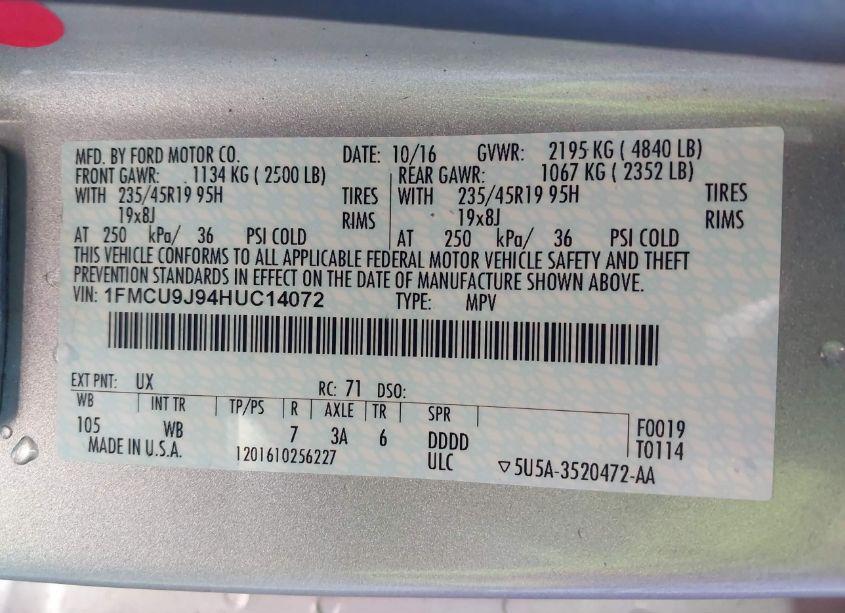 MFD. BY FORD MOTOR CO. DATE: 10/16 GVWR: 2195 KG ( 4840 LB)
FRONT GAWR: 1134 KG ( 2500 LB) REAR GAWR: 1067 KG ( 2352 LB)
WITH 235/45R19 95H TIRES WITH 235/45R19 95H TIRES
19x8J RIMS 19x8J RIMS
AT 250 kPa/ 36 PSI COLD AT 250 kPa/ 36 PSI COLD
THIS VEHICLE CONFORMS TO ALL APPLICABLE FEDERAL MOTOR VEHICLE SAFETY AND THEFT
PREVENTION STANDARDS IN EFFECT ON THE DATE OF MANUFACTURE SHOWN ABOVE.
VIN: 1FMCU9J94HUC14072 TYPE: MPV
EXT PNT: UX RC: 71 DSO:
WB INT TR TP/PS R AXLE TR SPR
105 WB 7 3A 6 DDDD F0019
MADE IN U.S.A. 1201610256227 ULC T0114
▽5U5A-3520472-AA